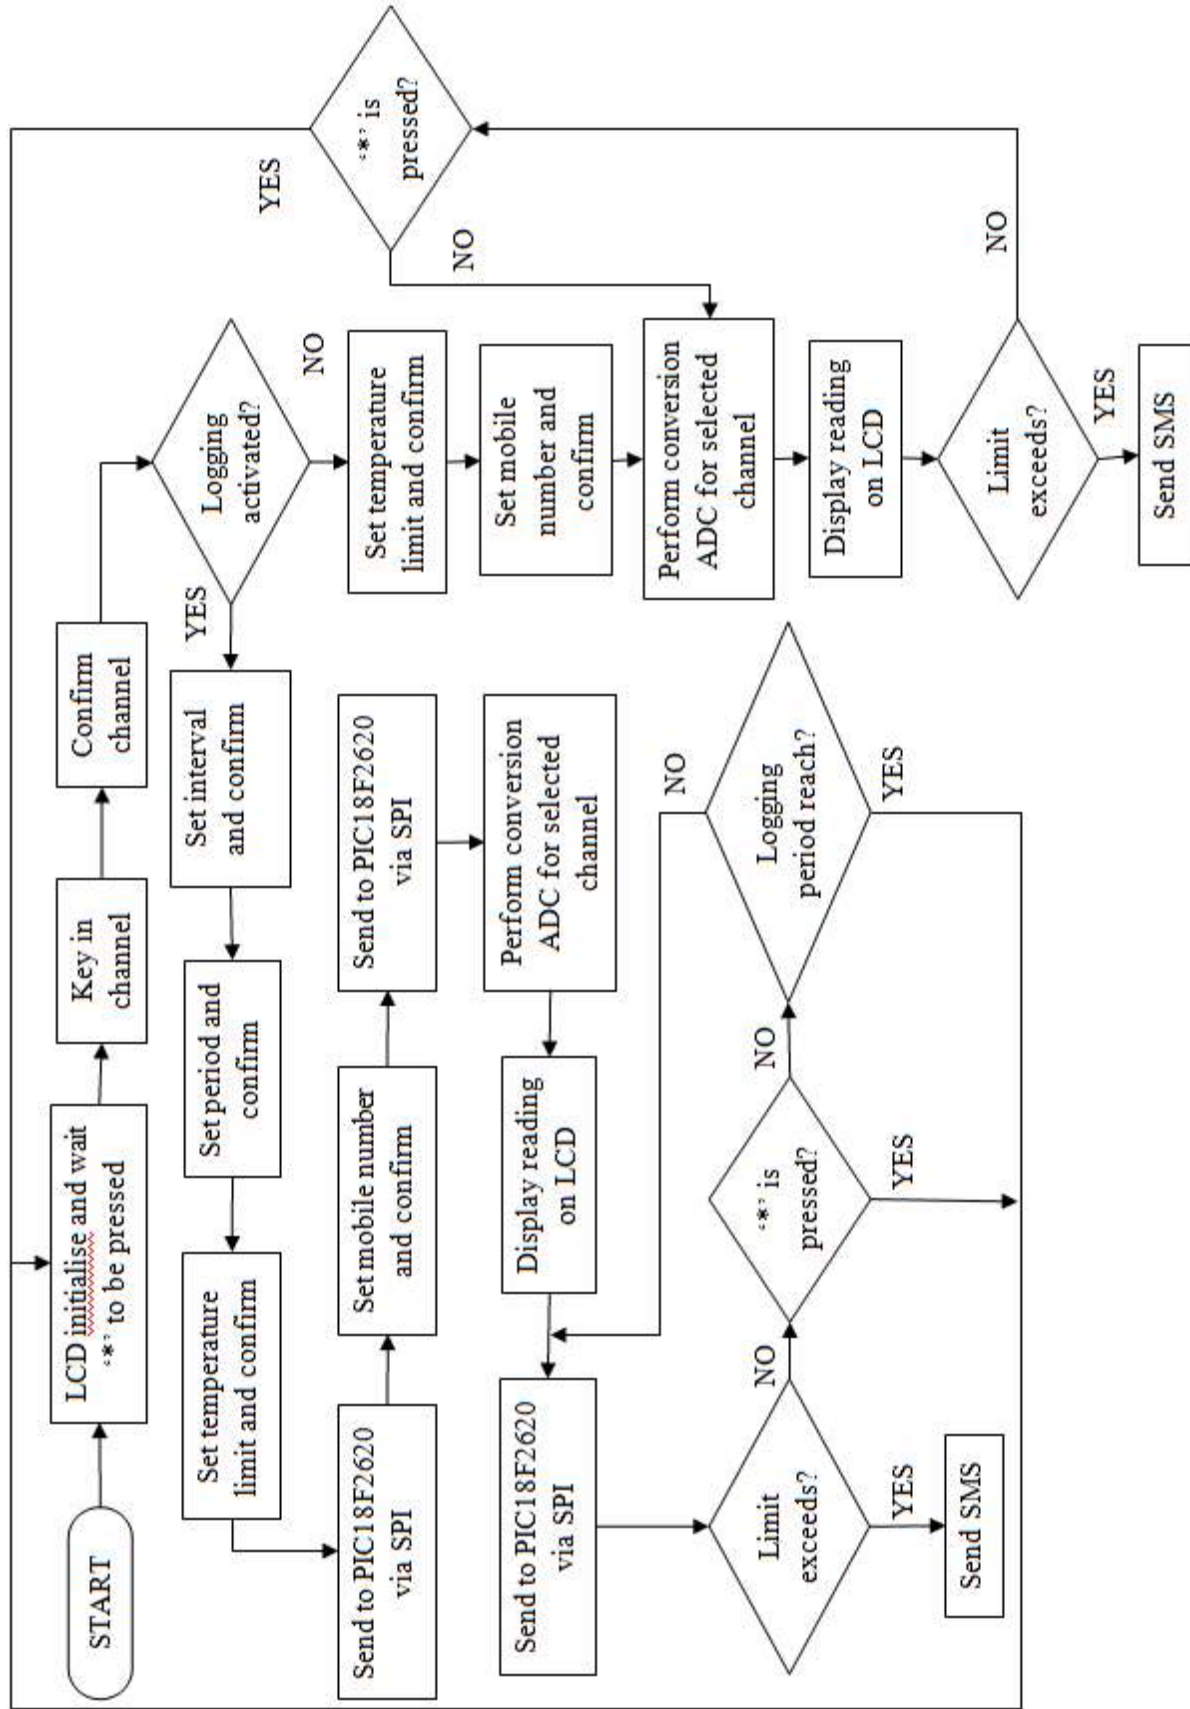 START
LCD initialise and wait
‘*’ to be pressed
Key in
channel
Confirm
channel
Logging
activated?
YES
NO
Set interval
and confirm
Set period and
confirm
Set temperature
limit and confirm
Send to PIC18F2620
via SPI
Set mobile number
and confirm
Send to PIC18F2620
via SPI
Perform conversion
ADC for selected
channel
Display reading
on LCD
Send to PIC18F2620
via SPI
Limit
exceeds?
YES
Send SMS
NO
‘*’ is
pressed?
YES
NO
Logging
period reach?
YES
NO
Set temperature
limit and confirm
Set mobile
number and
confirm
Perform conversion
ADC for selected
channel
Display reading
on LCD
Limit
exceeds?
YES
Send SMS
NO
‘*’ is
pressed?
YES
NO